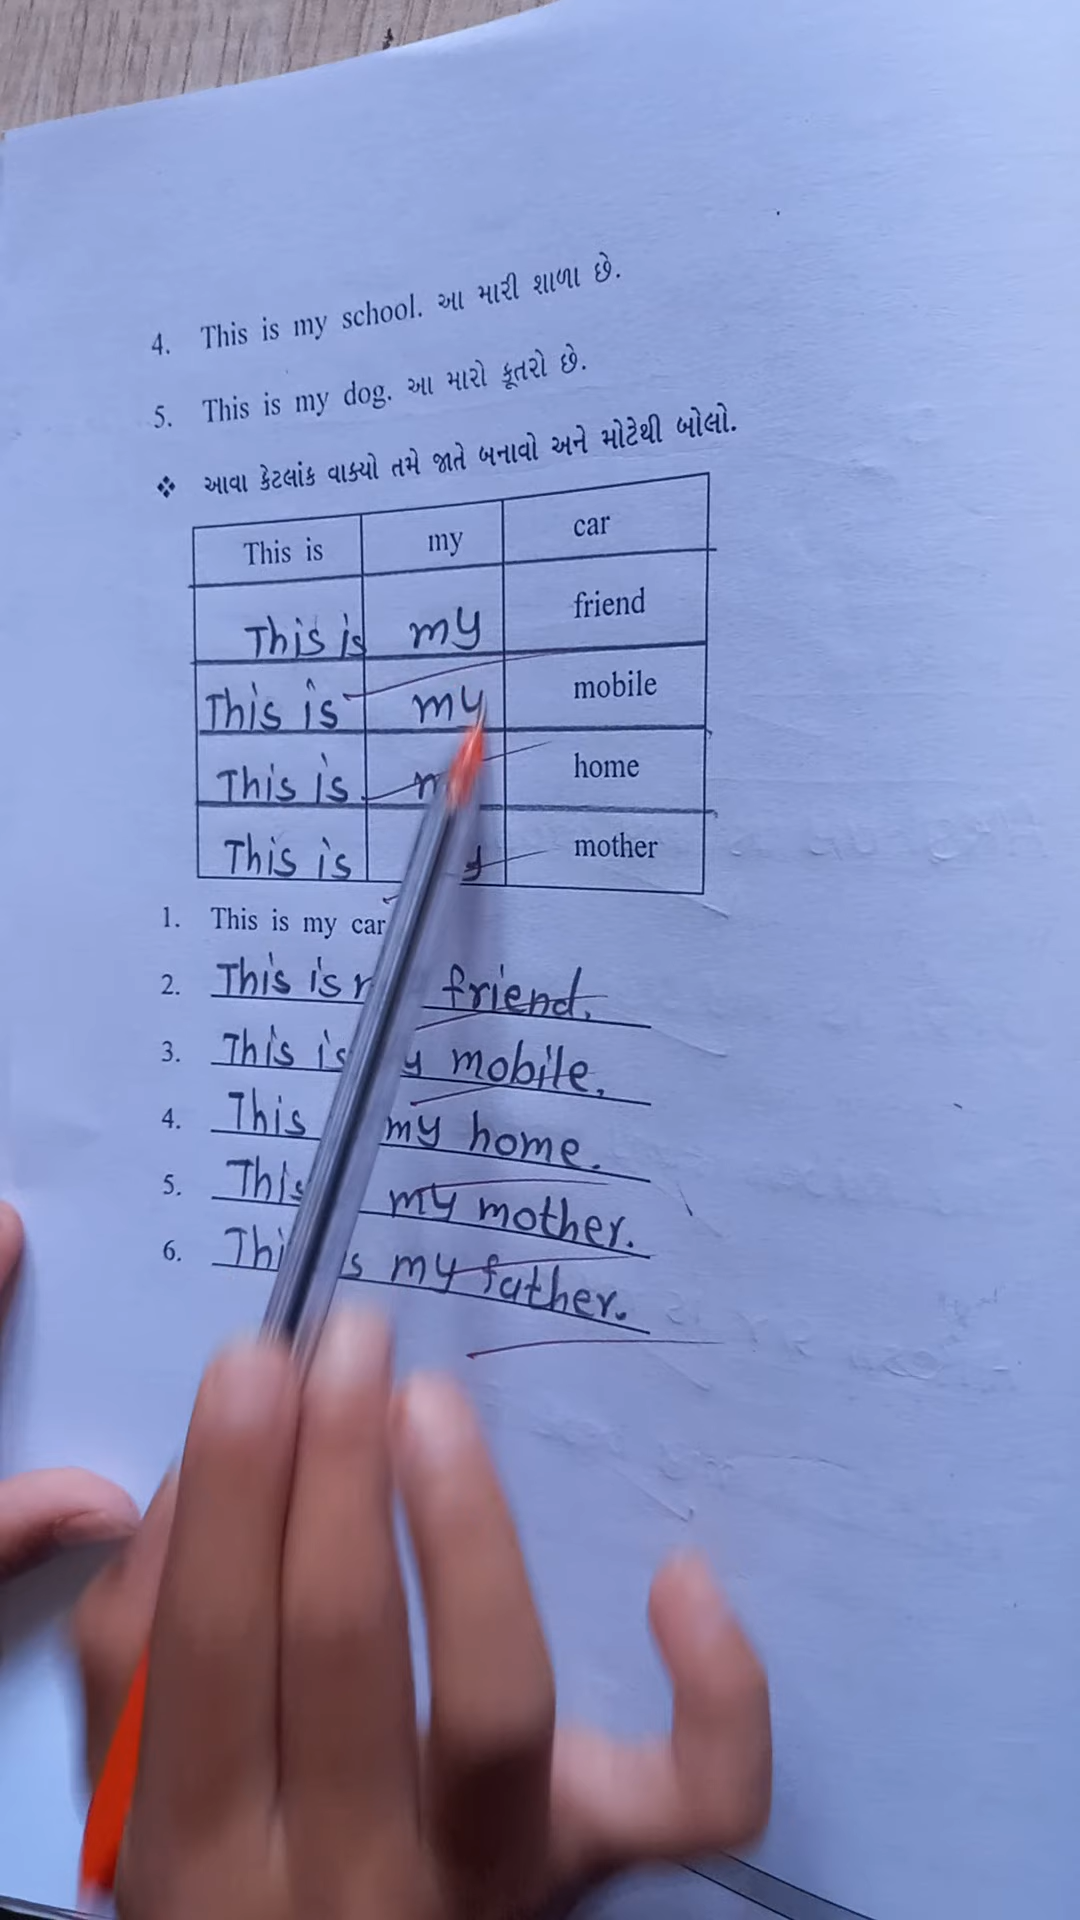 4. This is my school. આ મારી શાળા છે.
5. This is my dog. આ મારો કૂતરો છે.
❖ આવા કેટલાંક વાક્યો તમે જાતે બનાવો અને મોટેથી બોલો.
This is my car
This is my friend
This is my mobile
This is home
This is mother
1. This is my car
2. This is friend.
3. This is mobile.
4. This my home.
5. This my mother.
6. my father.